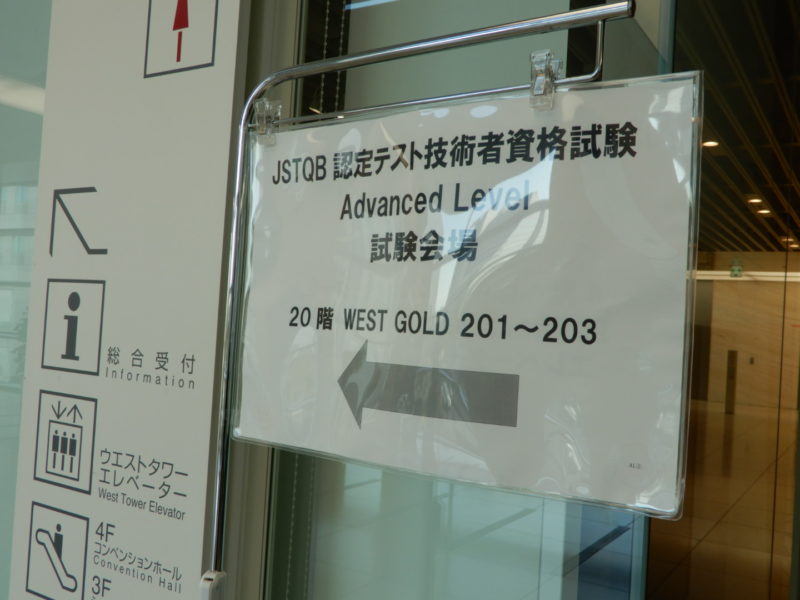 JSTQB 認定テスト技術者資格試験
Advanced Level
試験会場
20階 WEST GOLD 201～203
総合受付
Information
ウエストタワー
エレベーター
West Tower Elevator
4F
コンベンションホール
Convention Hall
3F